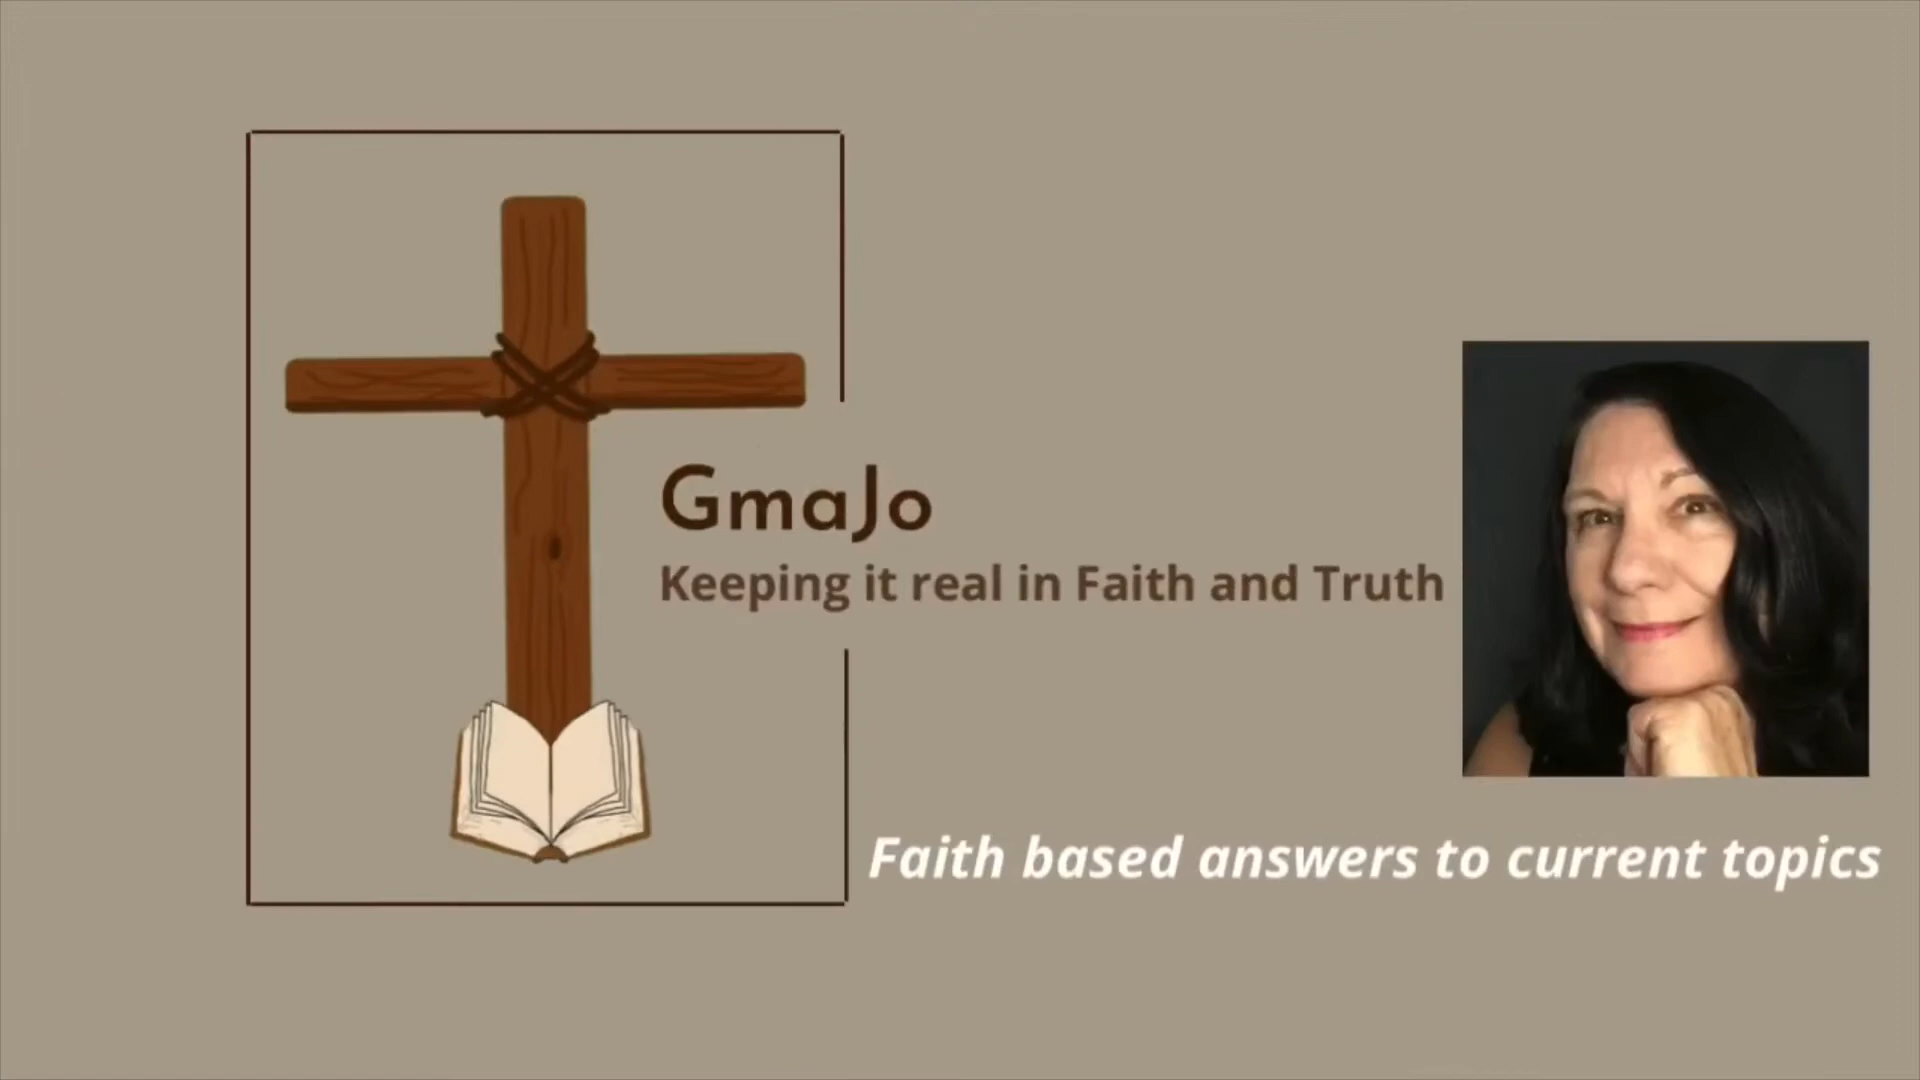 GmaJo
Keeping it real in Faith and Truth
Faith based answers to current topics